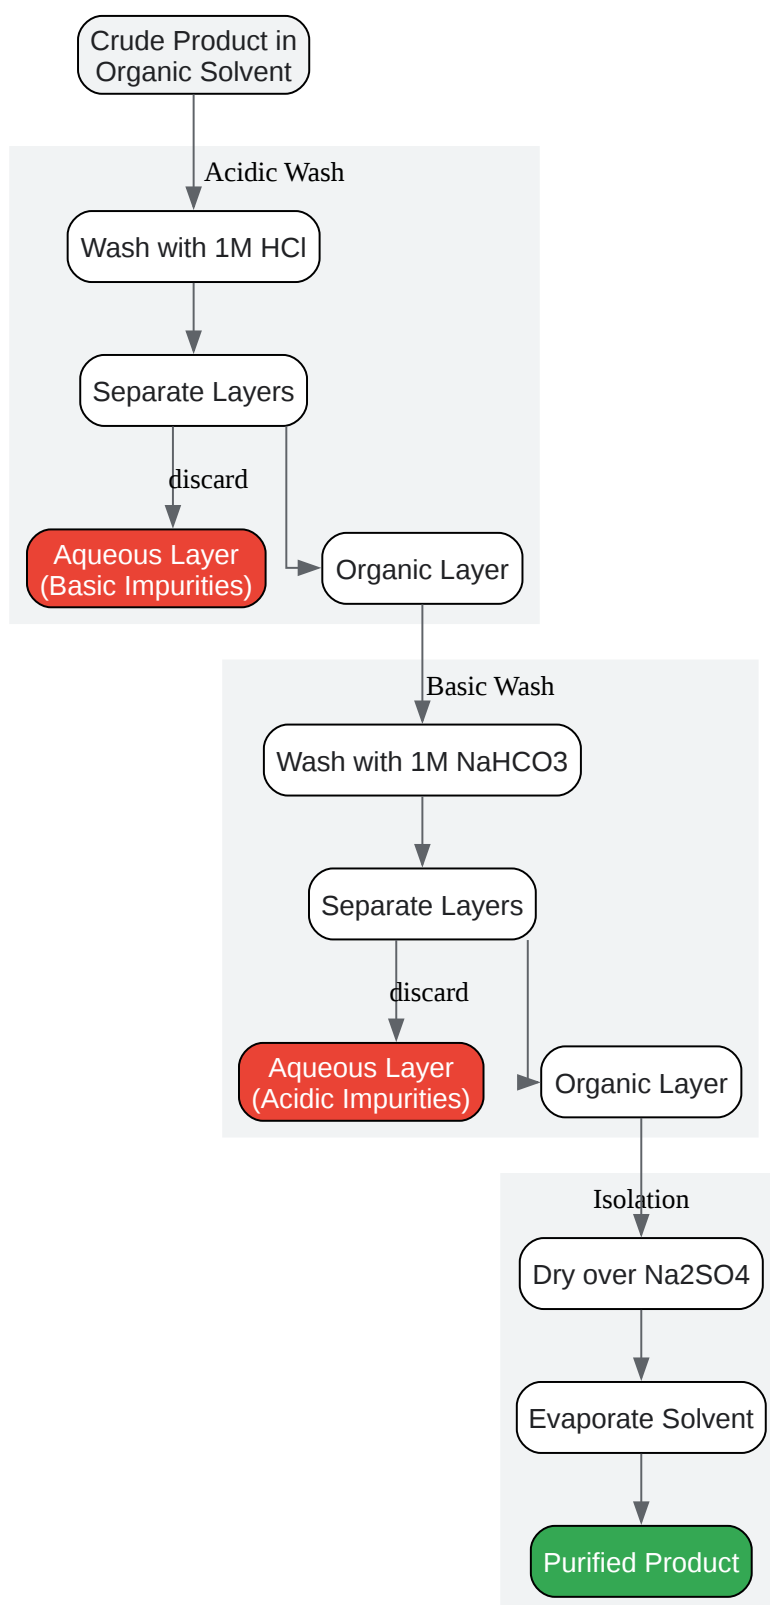 Crude Product in
Organic Solvent
Acidic Wash
Wash with 1M HCl
Separate Layers
discard
Aqueous Layer
(Basic Impurities)
Organic Layer
Basic Wash
Wash with 1M NaHCO3
Separate Layers
discard
Aqueous Layer
(Acidic Impurities)
Organic Layer
Isolation
Dry over Na2SO4
Evaporate Solvent
Purified Product